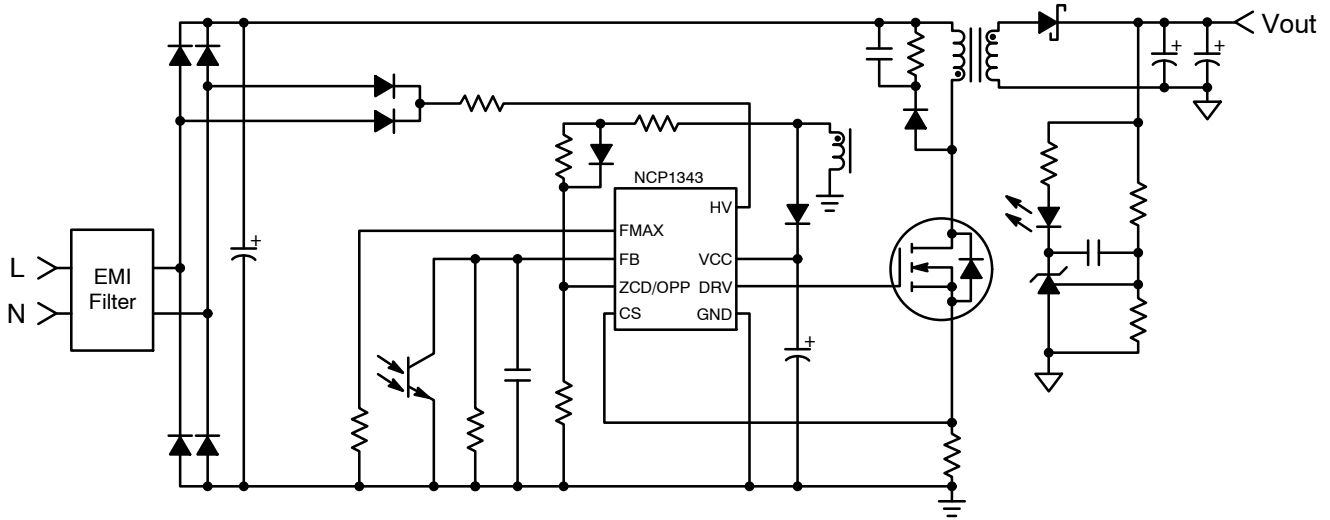 Vout
NCP1343
HV
FMAX
L
EMI
Filter
FB
VCC
ZCD/OPP
DRV
N
CS
GND
+
+
+
+